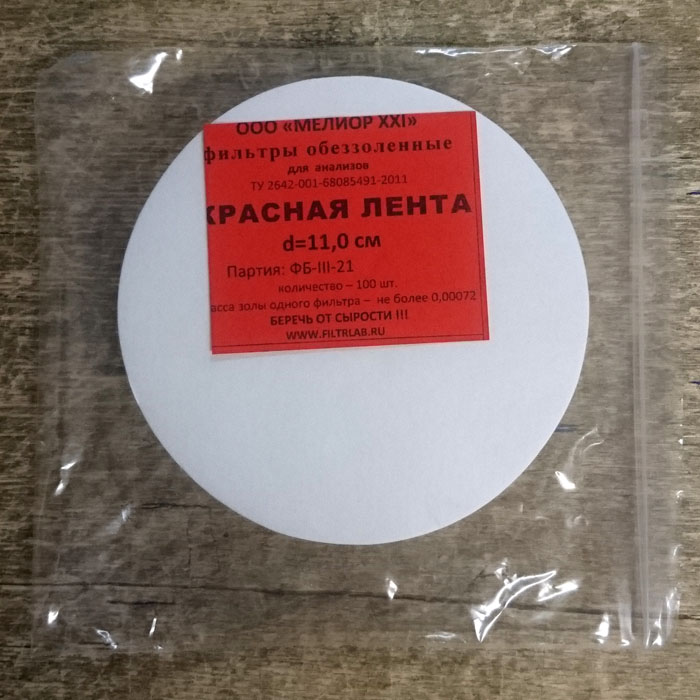 ООО «МЕЛИОР XXI»
фильтры обеззоленные
для анализов
ТУ 2642-001-68085491-2011
КРАСНАЯ ЛЕНТА
d=11,0 см
Партия: ФБ-III-21
количество – 100 шт.
асса золы одного фильтра – не более 0,00072
БЕРЕЧЬ ОТ СЫРОСТИ !!!
WWW.FILTRLAB.RU